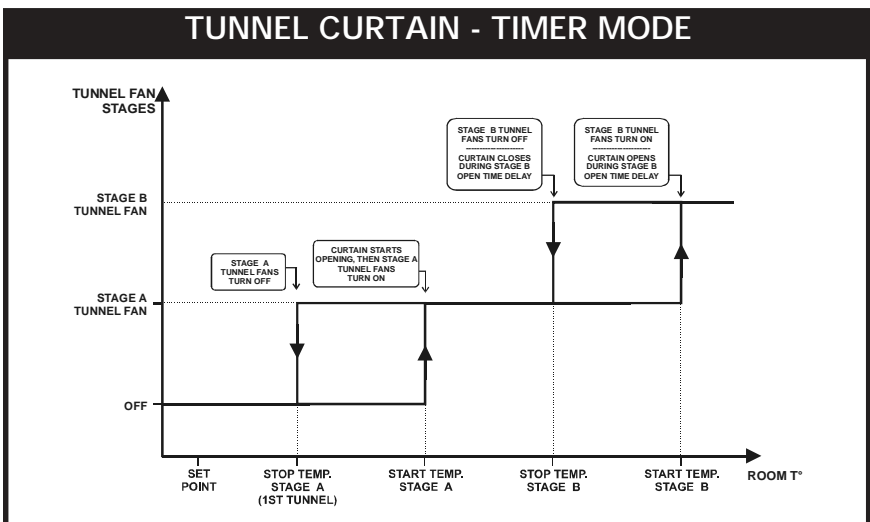 TUNNEL CURTAIN - TIMER MODE
TUNNEL FAN
STAGES
STAGE B TUNNEL
FANS TURN OFF
--------------------
CURTAIN CLOSES
DURING STAGE B
OPEN TIME DELAY
STAGE B TUNNEL
FANS TURN ON
--------------------
CURTAIN OPENS
DURING STAGE B
OPEN TIME DELAY
STAGE B
TUNNEL FAN
STAGE A
TUNNEL FANS
TURN OFF
CURTAIN STARTS
OPENING, THEN STAGE A
TUNNEL FANS
TURN ON
STAGE A
TUNNEL FAN
OFF
SET
POINT
STOP TEMP.
STAGE A
(1ST TUNNEL)
START TEMP.
STAGE A
STOP TEMP.
STAGE B
START TEMP.
STAGE B
ROOM T°